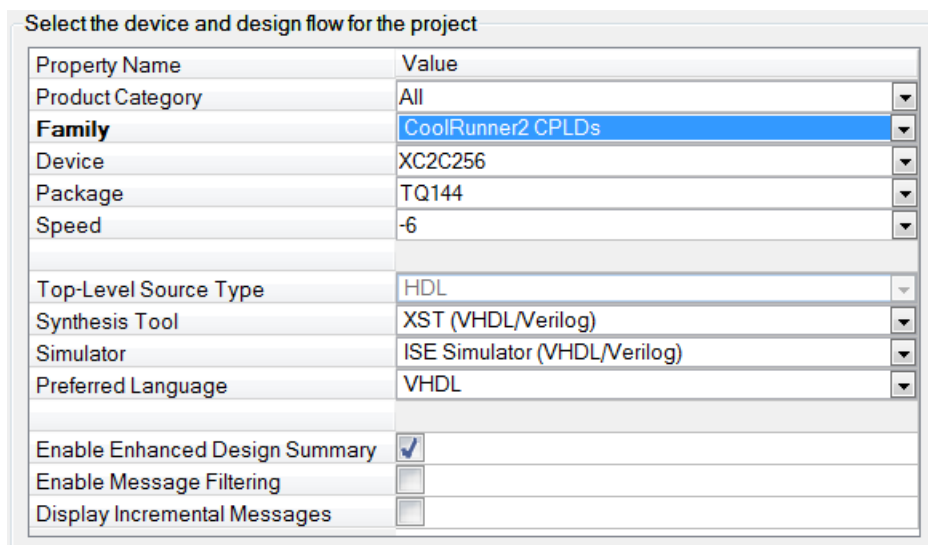 Select the device and design flow for the project
Property Name Value
Product Category All
Family CoolRunner2 CPLDs
Device XC2C256
Package TQ144
Speed -6
Top-Level Source Type HDL
Synthesis Tool XST (VHDL/Verilog)
Simulator ISE Simulator (VHDL/Verilog)
Preferred Language VHDL
Enable Enhanced Design Summary
Enable Message Filtering
Display Incremental Messages